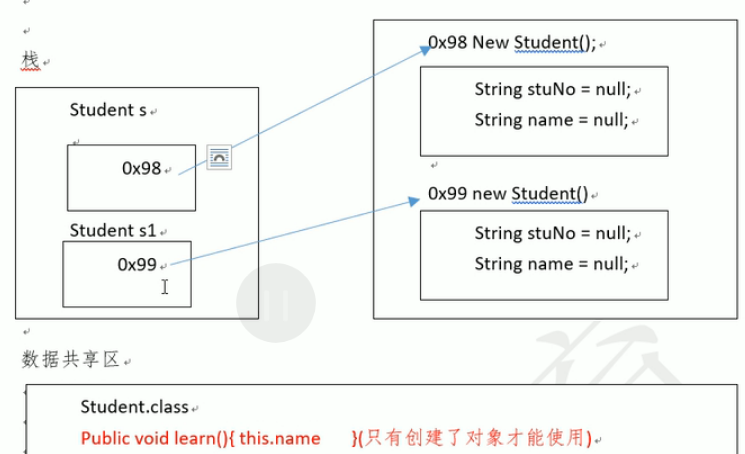 栈
Student s
0x98
Student s1
0x99
0x98 New Student();
String stuNo = null;
String name = null;
0x99 new Student()
String stuNo = null;
String name = null;
数据共享区
Student.class
Public void learn(){ this.name }(只有创建了对象才能使用)